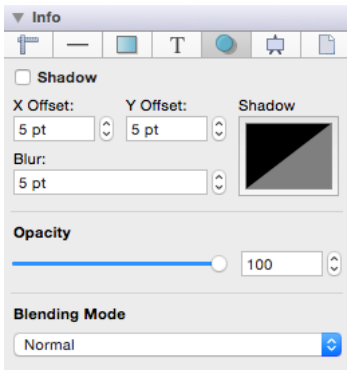 Info
T
Shadow
X Offset: Y Offset: Shadow
5 pt 5 pt
Blur:
5 pt
Opacity
100
Blending Mode
Normal